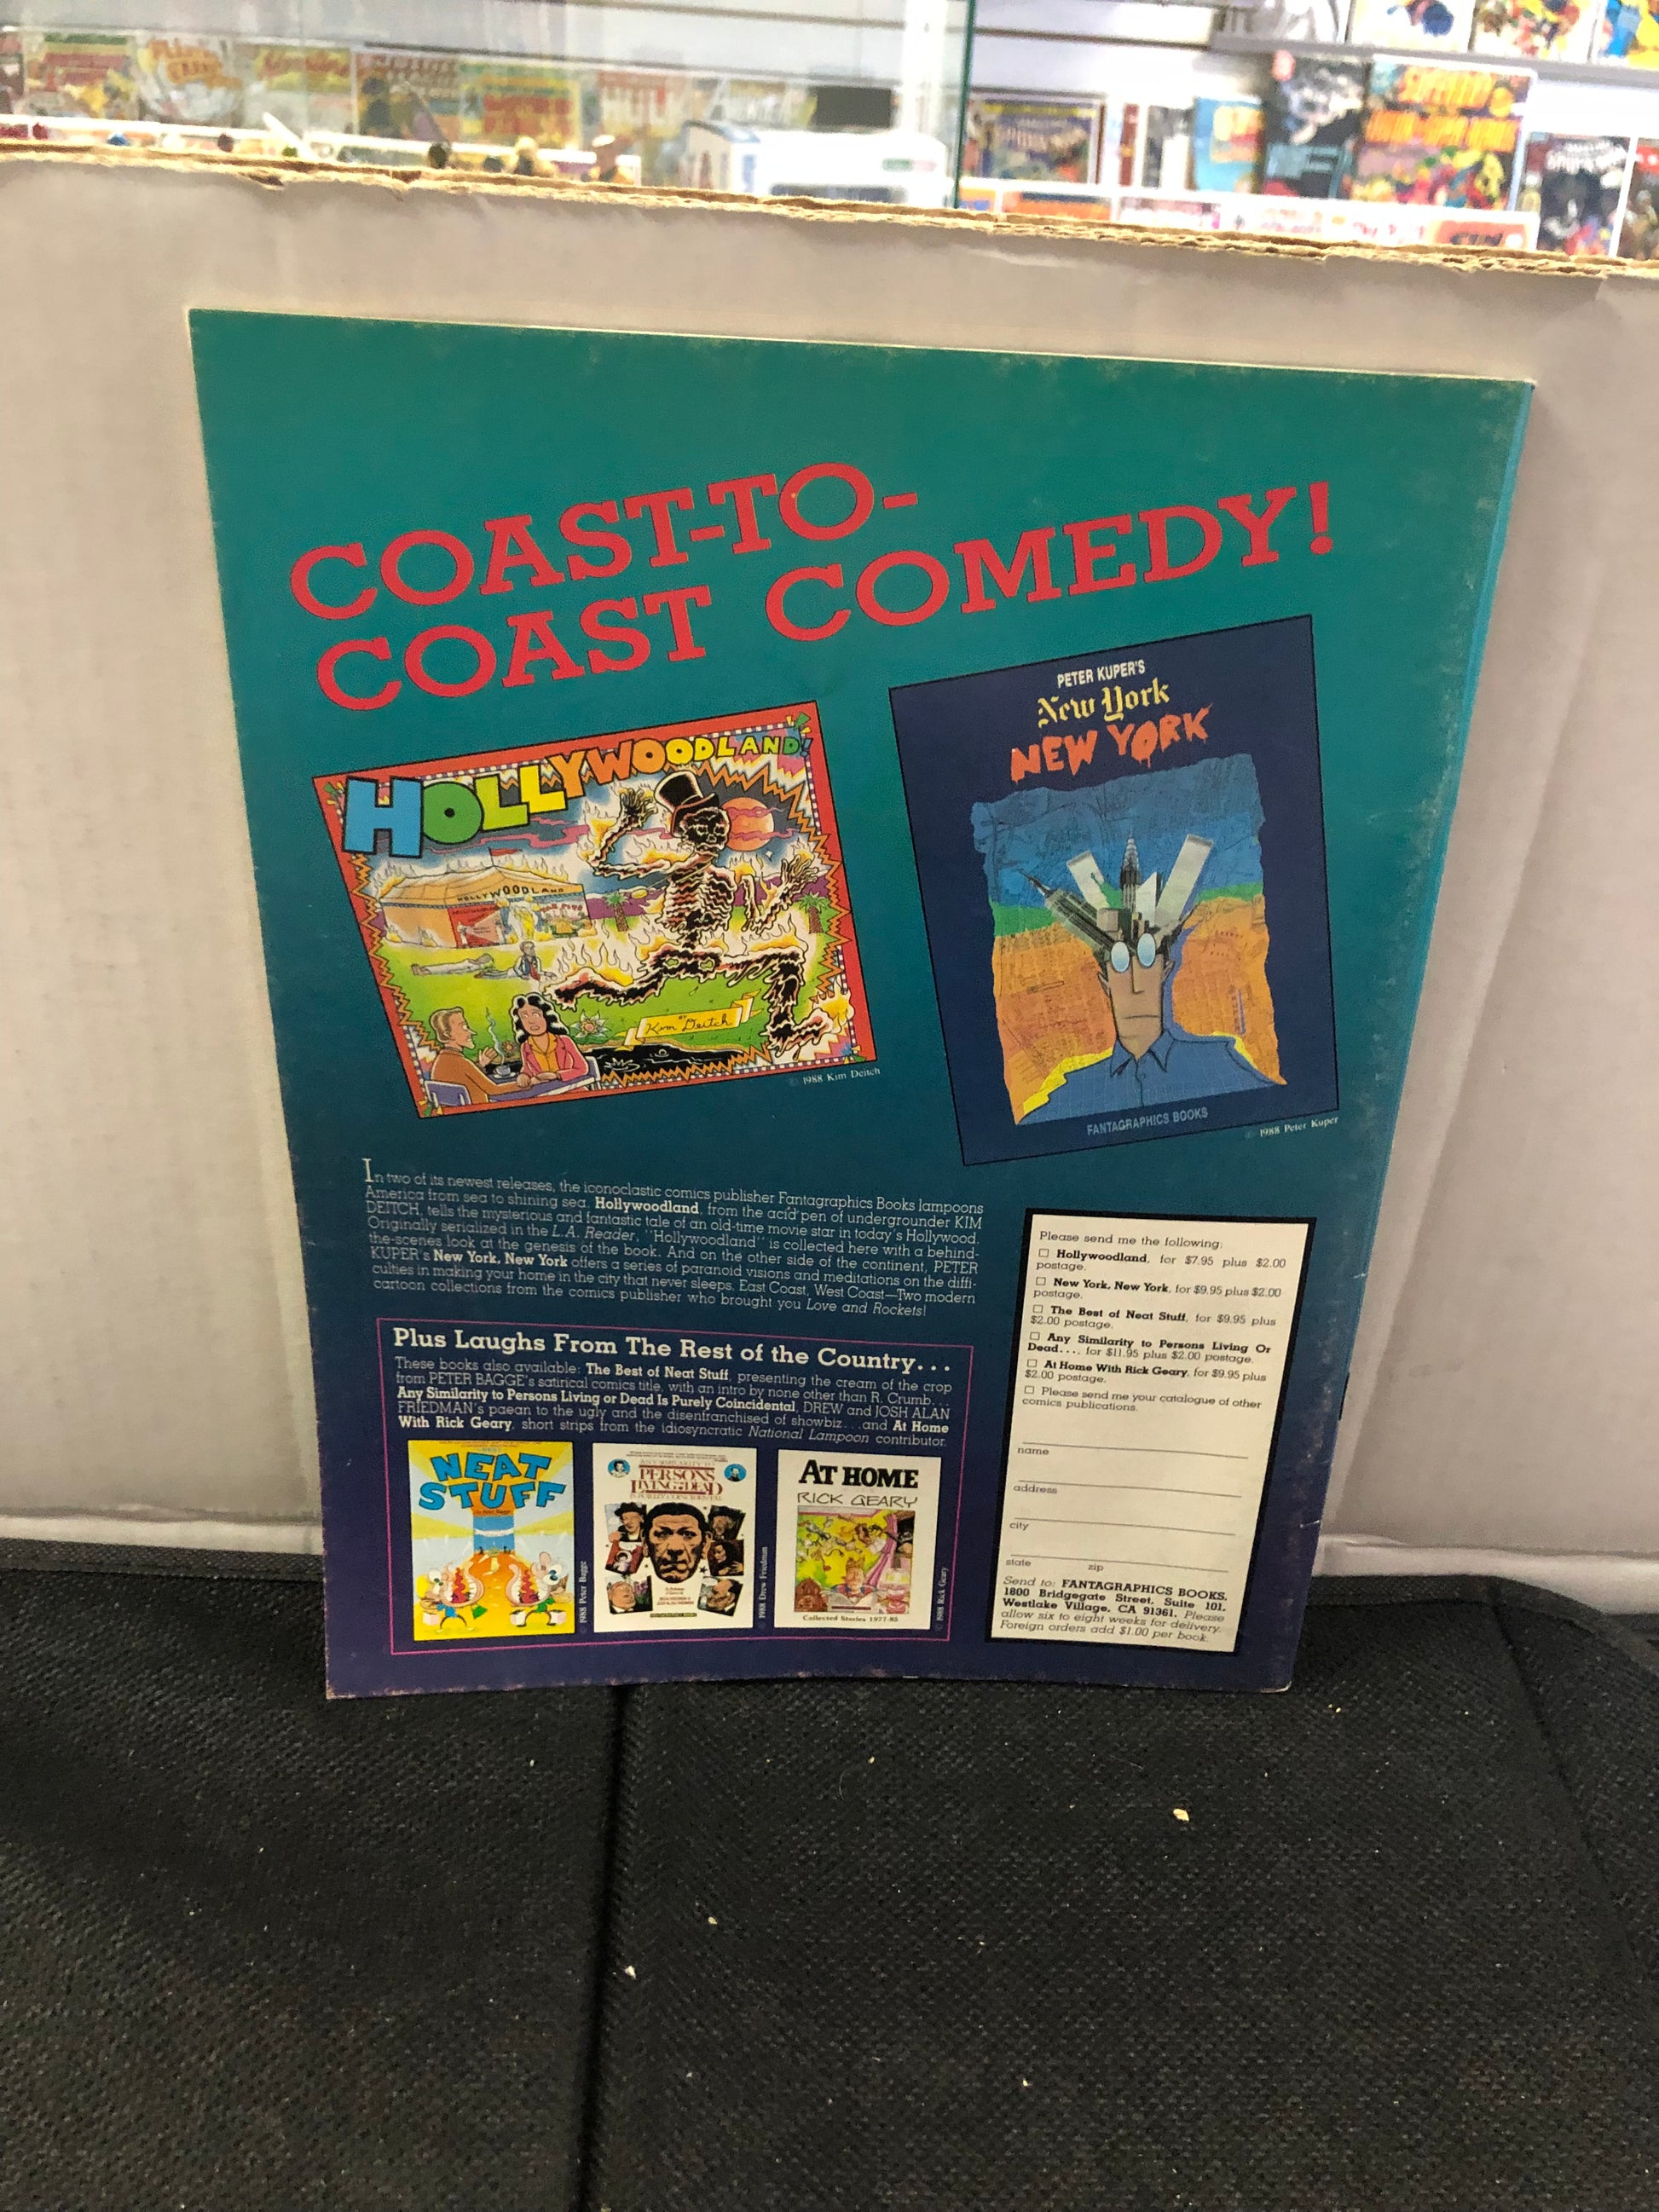 COAST-TO-
COAST COMEDY!
HOLLYWOODLAND!
HOLLYWOODLAND
BY
Kim Deitch
© 1988 Kim Deitch
PETER KUPER'S
New York
NEW YORK
FANTAGRAPHICS BOOKS
© 1988 Peter Kuper
In two of its newest releases, the iconoclastic comics publisher Fantagraphics Books lampoons
America from sea to shining sea. Hollywoodland, from the acid pen of undergrounder KIM
DEITCH, tells the mysterious and fantastic tale of an old-time movie star in today's Hollywood.
Originally serialized in the L.A. Reader, "Hollywoodland" is collected here with a behind-
the-scenes look at the genesis of the book. And on the other side of the continent, PETER
KUPER's New York, New York offers a series of paranoid visions and meditations on the diffi-
culties in making your home in the city that never sleeps. East Coast, West Coast—Two modern
cartoon collections from the comics publisher who brought you Love and Rockets!
Plus Laughs From The Rest of the Country...
These books also available: The Best of Neat Stuff, presenting the cream of the crop
from PETER BAGGE's satirical comics title, with an intro by none other than R. Crumb...
Any Similarity to Persons Living or Dead Is Purely Coincidental, DREW and JOSH ALAN
FRIEDMAN's paean to the ugly and the disenfranchised of showbiz...and At Home
With Rick Geary, short strips from the idiosyncratic National Lampoon contributor.
NEAT
STUFF
© 1988 Peter Bagge
ANY SIMILARITY TO
PERSONS
LIVING OR DEAD
IS PURELY COINCIDENTAL
© 1988 Drew Friedman
AT HOME
RICK GEARY
Collected Stories 1977-85
© 1988 Rick Geary
Please send me the following:
☐ Hollywoodland, for $7.95 plus $2.00
postage.
☐ New York, New York, for $9.95 plus $2.00
postage.
☐ The Best of Neat Stuff, for $9.95 plus
$2.00 postage.
☐ Any Similarity to Persons Living Or
Dead.... for $11.95 plus $2.00 postage.
☐ At Home With Rick Geary, for $9.95 plus
$2.00 postage.
☐ Please send me your catalogue of other
comics publications.
name
address
city
state zip
Send to: FANTAGRAPHICS BOOKS,
1800 Bridgegate Street, Suite 101,
Westlake Village, CA 91361. Please
allow six to eight weeks for delivery.
Foreign orders add $1.00 per book.